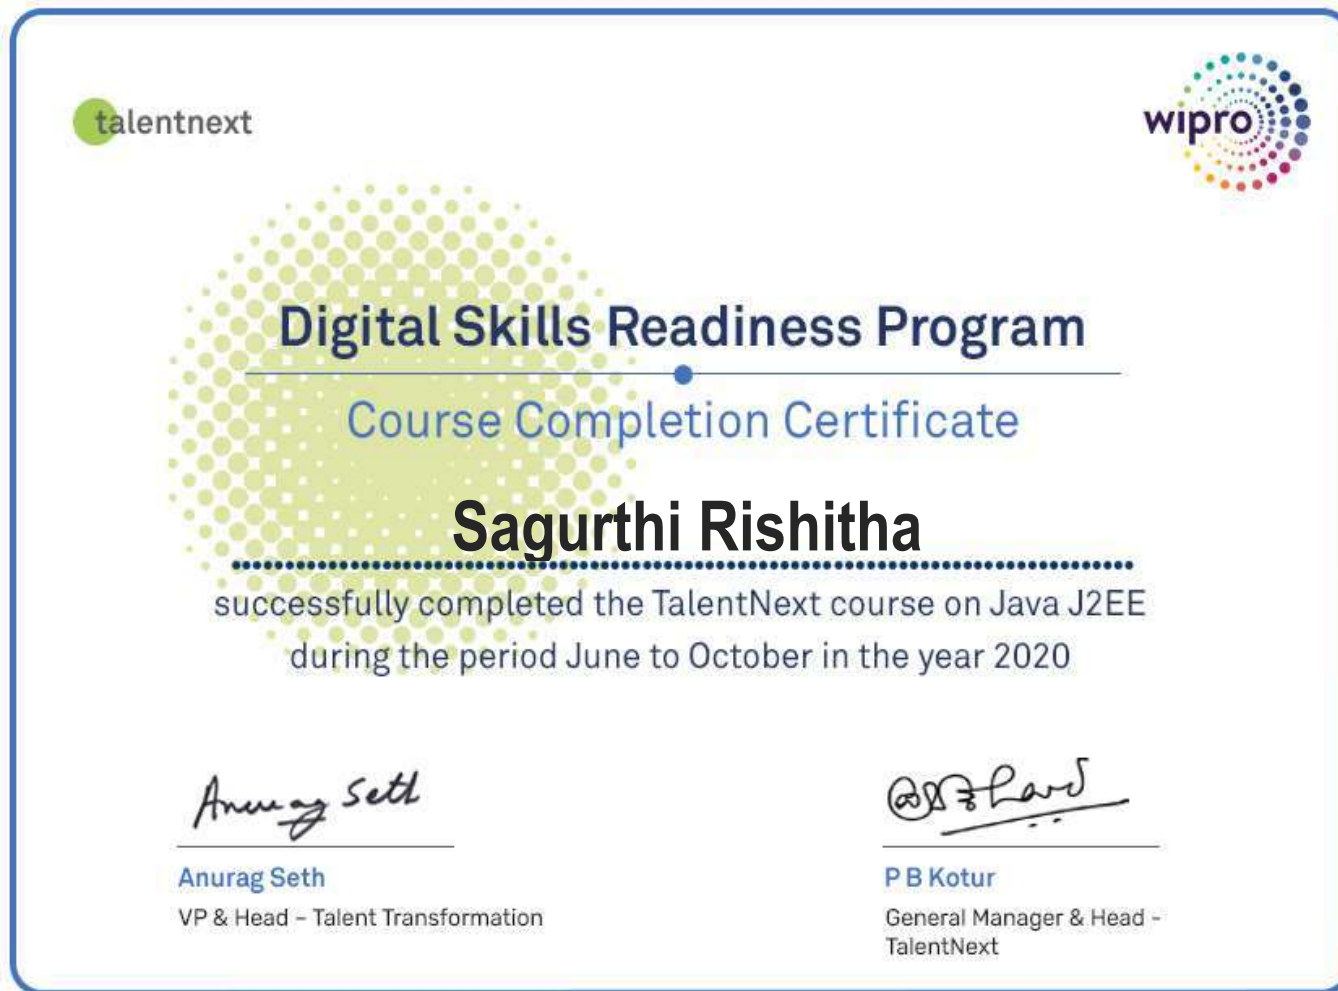 talentnext
wipro
Digital Skills Readiness Program
Course Completion Certificate
Sagurthi Rishitha
successfully completed the TalentNext course on Java J2EE
during the period June to October in the year 2020
Anurag Seth
Anurag Seth
P B Kotur
VP & Head – Talent Transformation
General Manager & Head -
TalentNext